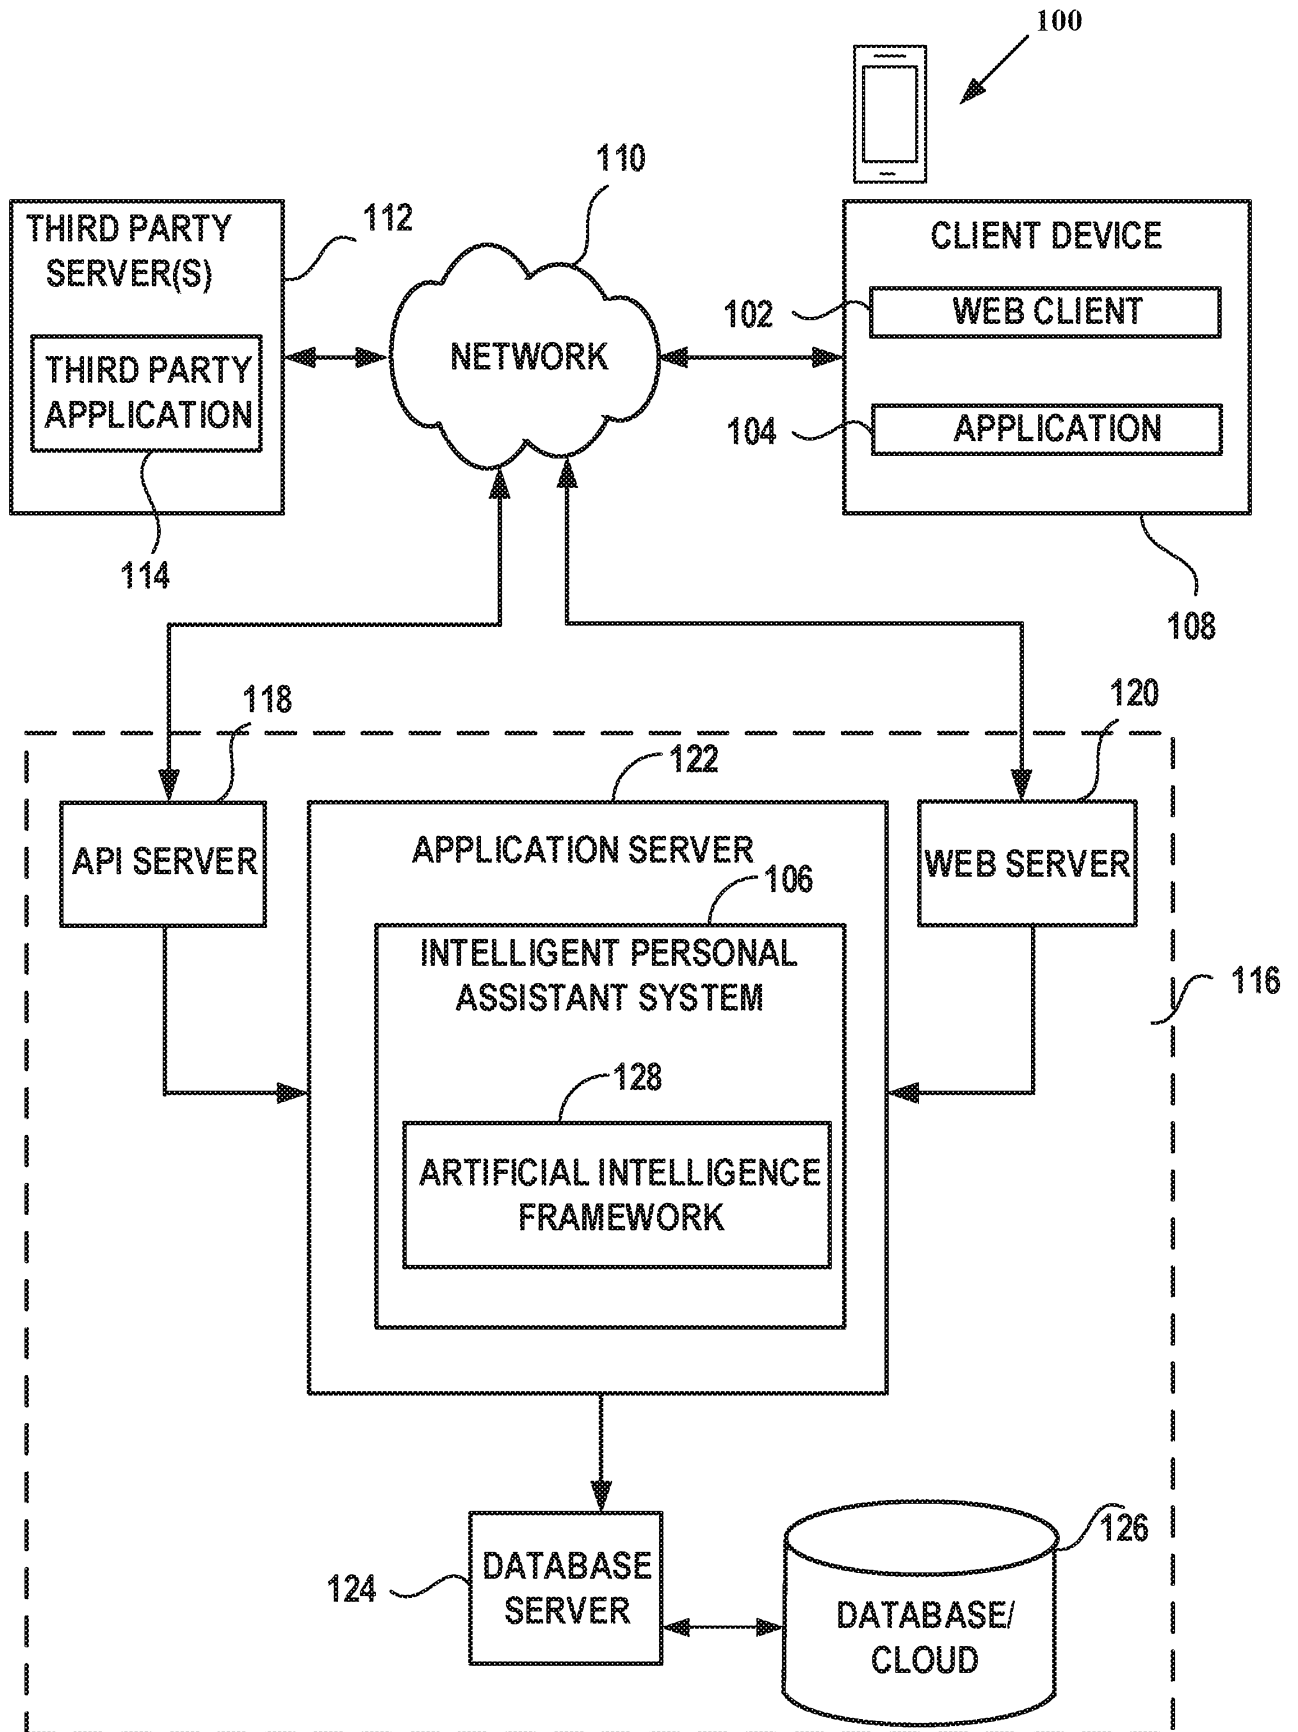 100
110
THIRD PARTY
SERVER(S)
112
CLIENT DEVICE
102
WEB CLIENT
NETWORK
THIRD PARTY
APPLICATION
104
APPLICATION
114
108
118
120
122
API SERVER
APPLICATION SERVER
WEB SERVER
106
INTELLIGENT PERSONAL
ASSISTANT SYSTEM
116
128
ARTIFICIAL INTELLIGENCE
FRAMEWORK
126
124
DATABASE
SERVER
DATABASE/
CLOUD